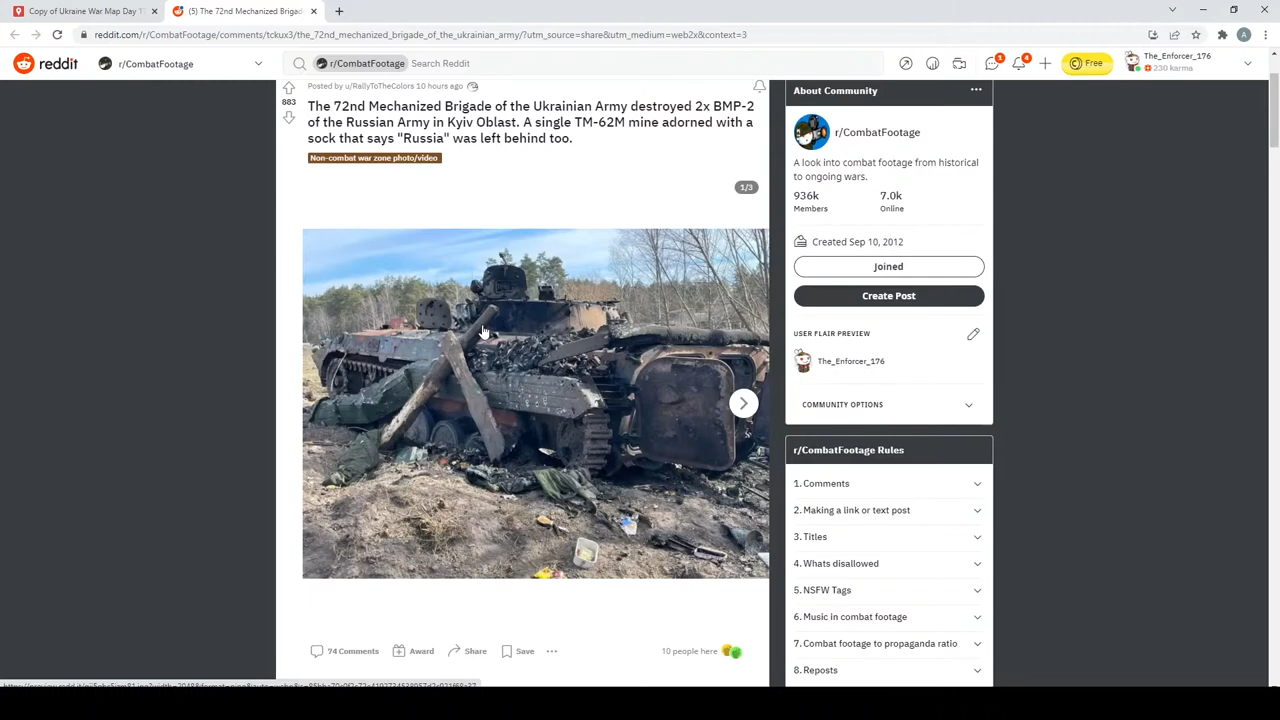 Copy of Ukraine War Map Day 1
(5) The 72nd Mechanized Brigad
reddit.com/r/CombatFootage/comments/tckux3/the_72nd_mechanized_brigade_of_the_ukrainian_army/?utm_source=share&utm_medium=web2x&context=3
A
reddit
r/CombatFootage
r/CombatFootage
Search Reddit
1
4
Free
The_Enforcer_176
230 karma
Posted by u/RallyToTheColors 10 hours ago
883
The 72nd Mechanized Brigade of the Ukrainian Army destroyed 2x BMP-2
of the Russian Army in Kyiv Oblast. A single TM-62M mine adorned with a
sock that says "Russia" was left behind too.
Non-combat war zone photo/video
1/3
74 Comments
Award
Share
Save
10 people here
About Community
r/CombatFootage
A look into combat footage from historical
to ongoing wars.
936k 7.0k
Members Online
Created Sep 10, 2012
Joined
Create Post
USER FLAIR PREVIEW
The_Enforcer_176
COMMUNITY OPTIONS
r/CombatFootage Rules
1. Comments
2. Making a link or text post
3. Titles
4. Whats disallowed
5. NSFW Tags
6. Music in combat footage
7. Combat footage to propaganda ratio
8. Reposts